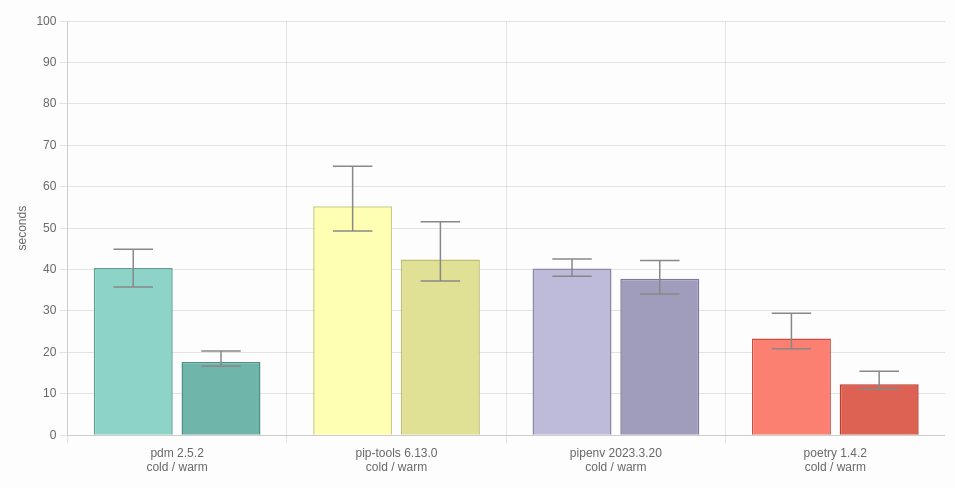 100
90
80
70
60
50
40
30
20
10
0
seconds
pdm 2.5.2
cold / warm
pip-tools 6.13.0
cold / warm
pipenv 2023.3.20
cold / warm
poetry 1.4.2
cold / warm